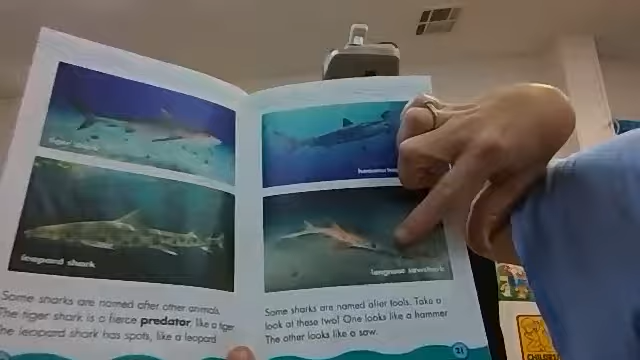 tiger shark
leopard shark
Some sharks are named after other animals.
The tiger shark is a fierce predator, like a tiger
The leopard shark has spots, like a leopard
longnose sawshark
Some sharks are named after tools. Take a
look at these two! One looks like a hammer
The other looks like a saw.
21